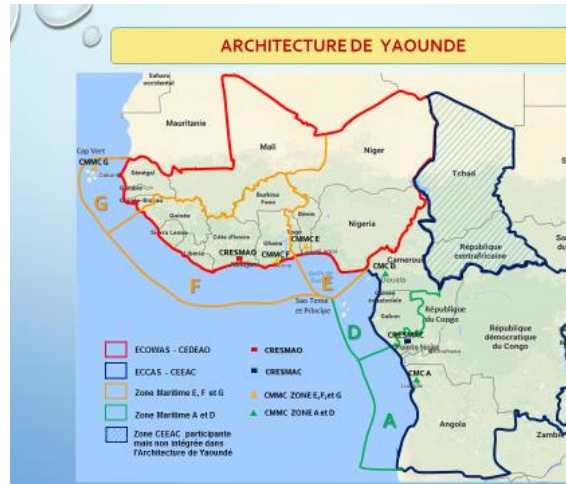 ARCHITECTURE DE YAOUNDE
Sahara
occidental
Mauritanie
Mali
Niger
Tchad
Cap Vert
CMMC G
Dakar
Sénégal
Gambie
Guinée-Bissau
Guinée
Sierra Leone
Liberia
Côte d'Ivoire
Burkina
Faso
Ghana
Togo
Bénin
Nigeria
CRESMAO
Abidjan
CMMC F
CMMC E
CMC D
Cameroun
Douala
République
centrafricaine
Sao Tome
et Principe
Gabon
République
du Congo
République
démocratique
du Congo
CRESMAC
Pointe Noire
CMC A
Angola
Zambie
G
F
E
D
A
ECOWAS - CEDEAO
ECCAS - CEEAC
Zone Maritime E, F et G
Zone Maritime A et D
Zone CEEAC participante
mais non intégrée dans
l'Architecture de Yaoundé
CRESMAO
CRESMAC
CMMC ZONE E,F,et G
CMMC ZONE A et D